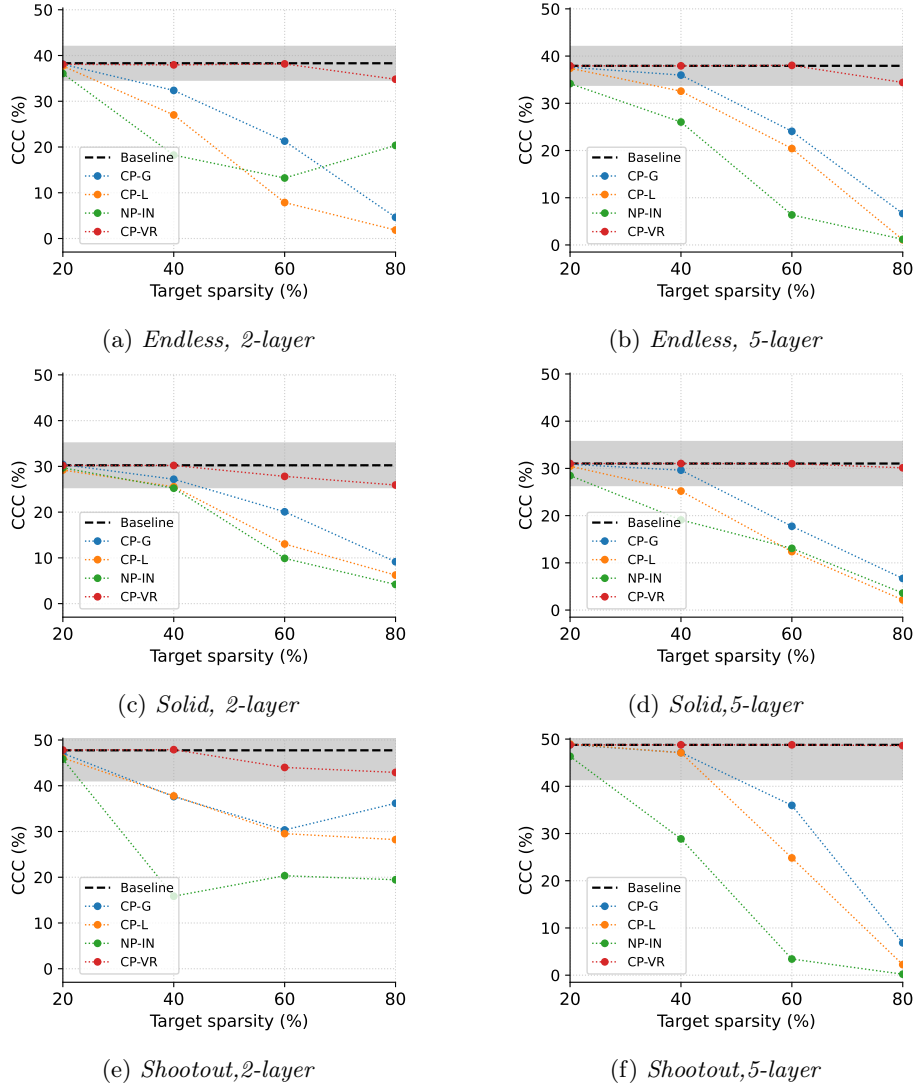 50
40
30
20
10
0
CCC (%)
Baseline
CP-G
CP-L
NP-IN
CP-VR
20 40 60 80
Target sparsity (%)
(a) Endless, 2-layer
50
40
30
20
10
0
CCC (%)
Baseline
CP-G
CP-L
NP-IN
CP-VR
20 40 60 80
Target sparsity (%)
(b) Endless, 5-layer
50
40
30
20
10
0
CCC (%)
Baseline
CP-G
CP-L
NP-IN
CP-VR
20 40 60 80
Target sparsity (%)
(c) Solid, 2-layer
50
40
30
20
10
0
CCC (%)
Baseline
CP-G
CP-L
NP-IN
CP-VR
20 40 60 80
Target sparsity (%)
(d) Solid,5-layer
50
40
30
20
10
0
CCC (%)
Baseline
CP-G
CP-L
NP-IN
CP-VR
20 40 60 80
Target sparsity (%)
(e) Shootout,2-layer
50
40
30
20
10
0
CCC (%)
Baseline
CP-G
CP-L
NP-IN
CP-VR
20 40 60 80
Target sparsity (%)
(f) Shootout,5-layer